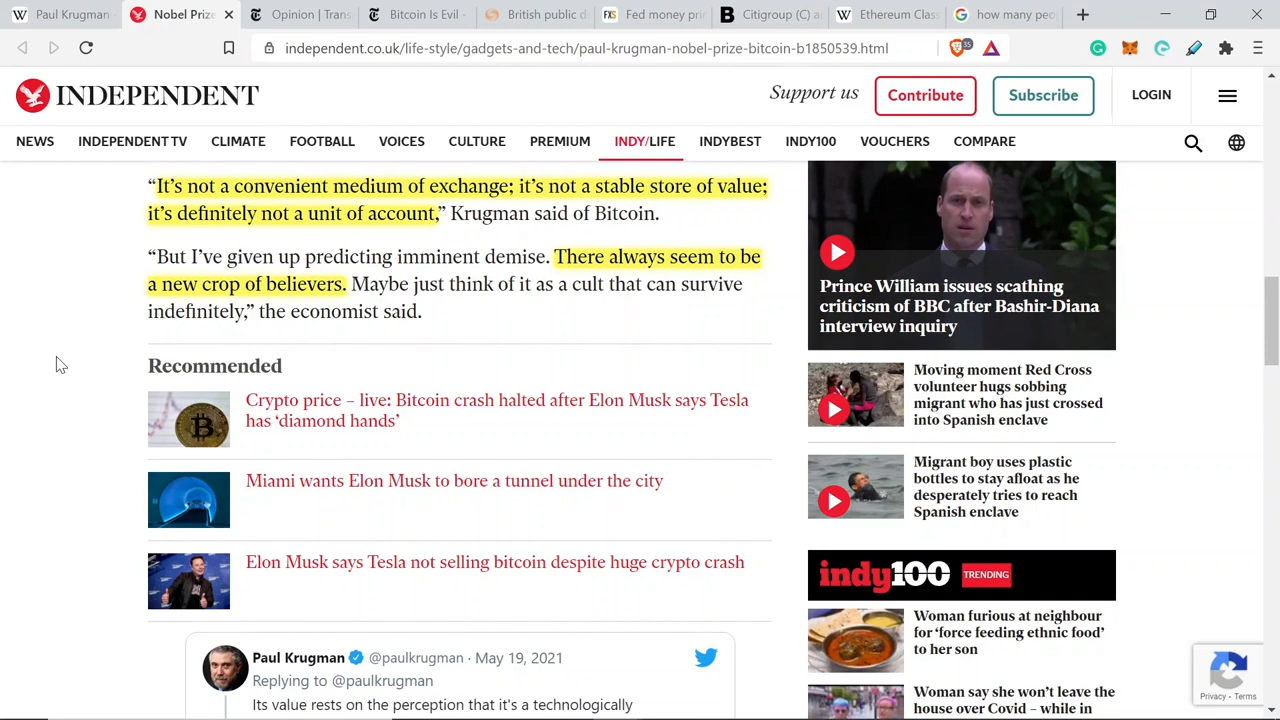 Paul Krugman -
Nobel Prize
Opinion | Trans
Bitcoin Is Evil -
British public d
Fed money pri
Citigroup (C) a
Ethereum Class
how many peo
independent.co.uk/life-style/gadgets-and-tech/paul-krugman-nobel-prize-bitcoin-b1850539.html
35
INDEPENDENT
Support us
Contribute
Subscribe
LOGIN
NEWS
INDEPENDENT TV
CLIMATE
FOOTBALL
VOICES
CULTURE
PREMIUM
INDY/LIFE
INDYBEST
INDY100
VOUCHERS
COMPARE
“It’s not a convenient medium of exchange; it’s not a stable store of value;
it’s definitely not a unit of account,” Krugman said of Bitcoin.
“But I’ve given up predicting imminent demise. There always seem to be
a new crop of believers. Maybe just think of it as a cult that can survive
indefinitely,” the economist said.
Recommended
Crypto price – live: Bitcoin crash halted after Elon Musk says Tesla
has ‘diamond hands’
Miami wants Elon Musk to bore a tunnel under the city
Elon Musk says Tesla not selling bitcoin despite huge crypto crash
Paul Krugman @paulkrugman · May 19, 2021
Replying to @paulkrugman
Its value rests on the perception that it's a technologically
Prince William issues scathing
criticism of BBC after Bashir-Diana
interview inquiry
Moving moment Red Cross
volunteer hugs sobbing
migrant who has just crossed
into Spanish enclave
Migrant boy uses plastic
bottles to stay afloat as he
desperately tries to reach
Spanish enclave
indy100 TRENDING
Woman furious at neighbour
for ‘force feeding ethnic food’
to her son
Woman say she won’t leave the
house over Covid – while in
Privacy - Terms